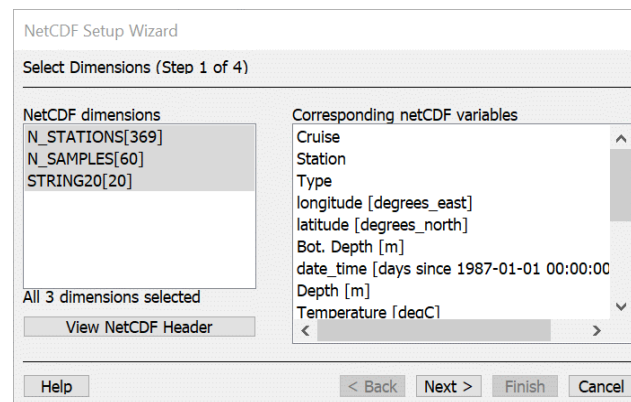 NetCDF Setup Wizard
Select Dimensions (Step 1 of 4)
NetCDF dimensions
N_STATIONS[369]
N_SAMPLES[60]
STRING20[20]
All 3 dimensions selected
View NetCDF Header
Corresponding netCDF variables
Cruise
Station
Type
longitude [degrees_east]
latitude [degrees_north]
Bot. Depth [m]
date_time [days since 1987-01-01 00:00:00
Depth [m]
Temperature [degC]
Help
< Back
Next >
Finish
Cancel